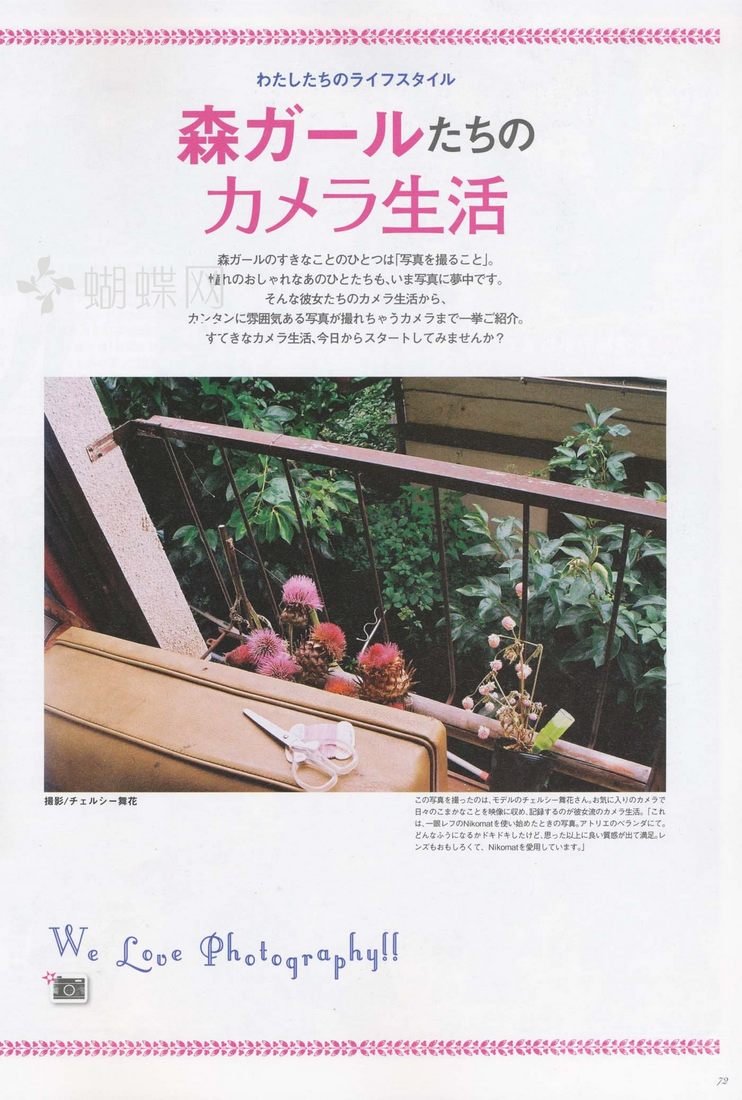 わたしたちのライフスタイル
森ガールたちの
カメラ生活
森ガールのすきなことのひとつは「写真を撮ること」。
れのおしゃれなあのひとたちも、いま写真に夢中です。
そんな彼女たちのカメラ生活から、
カンタンに雰囲気ある写真が撮れちゃうカメラまで一挙ご紹介。
すてきなカメラ生活、今日からスタートしてみませんか?
蝴蝶网
撮影/チェルシー舞花
この写真を撮ったのは、モデルのチェルシー舞花さん。お気に入りのカメラで
日々のこまかなことを映像に収め、記録するのが彼女流のカメラ生活。「これ
は、一眼レフのNikomatを使い始めたときの写真。アトリエのベランダにて。
どんなふうになるかドキドキしたけど、思った以上に良い質感が出て満足。レ
ンズもおもしろくて、Nikomatを愛用しています。」
We Love Photography!!
72